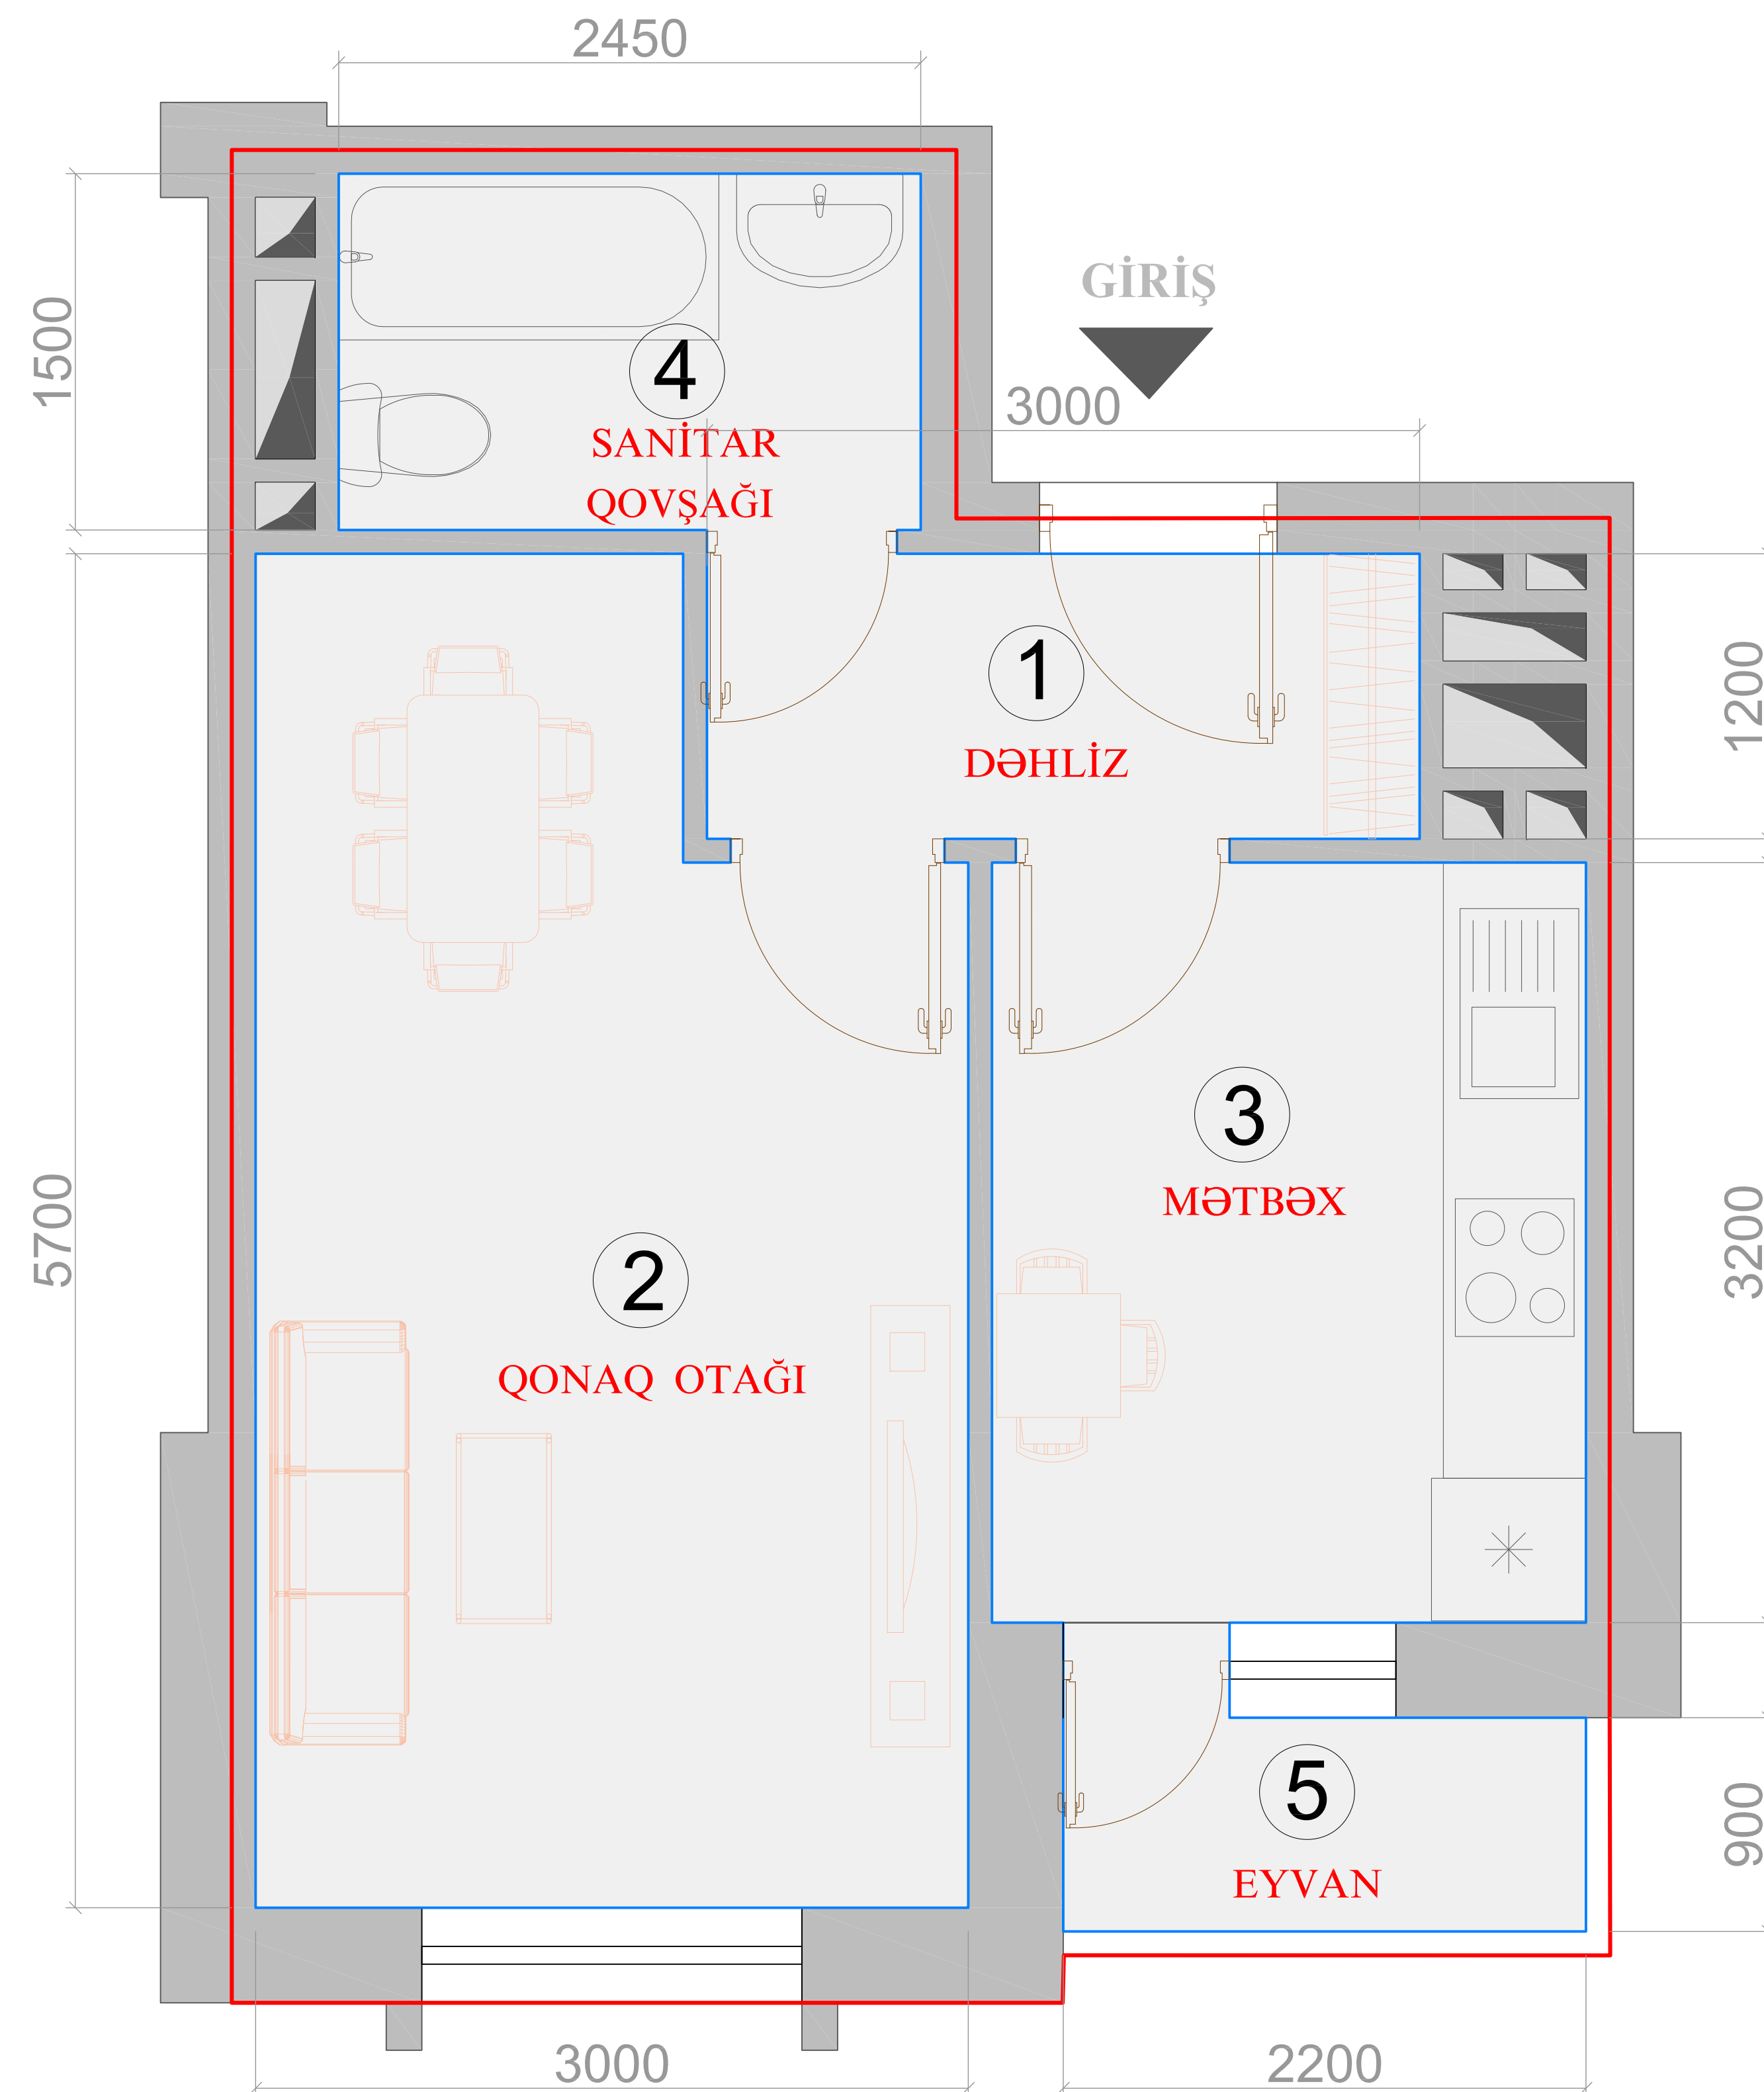 2450
GİRİŞ
1500
4
SANİTAR
QOVŞAĞI
3000
1
DƏHLİZ
1200
3
MƏTBƏX
3200
5700
2
QONAQ OTAĞI
5
EYVAN
900
3000
2200